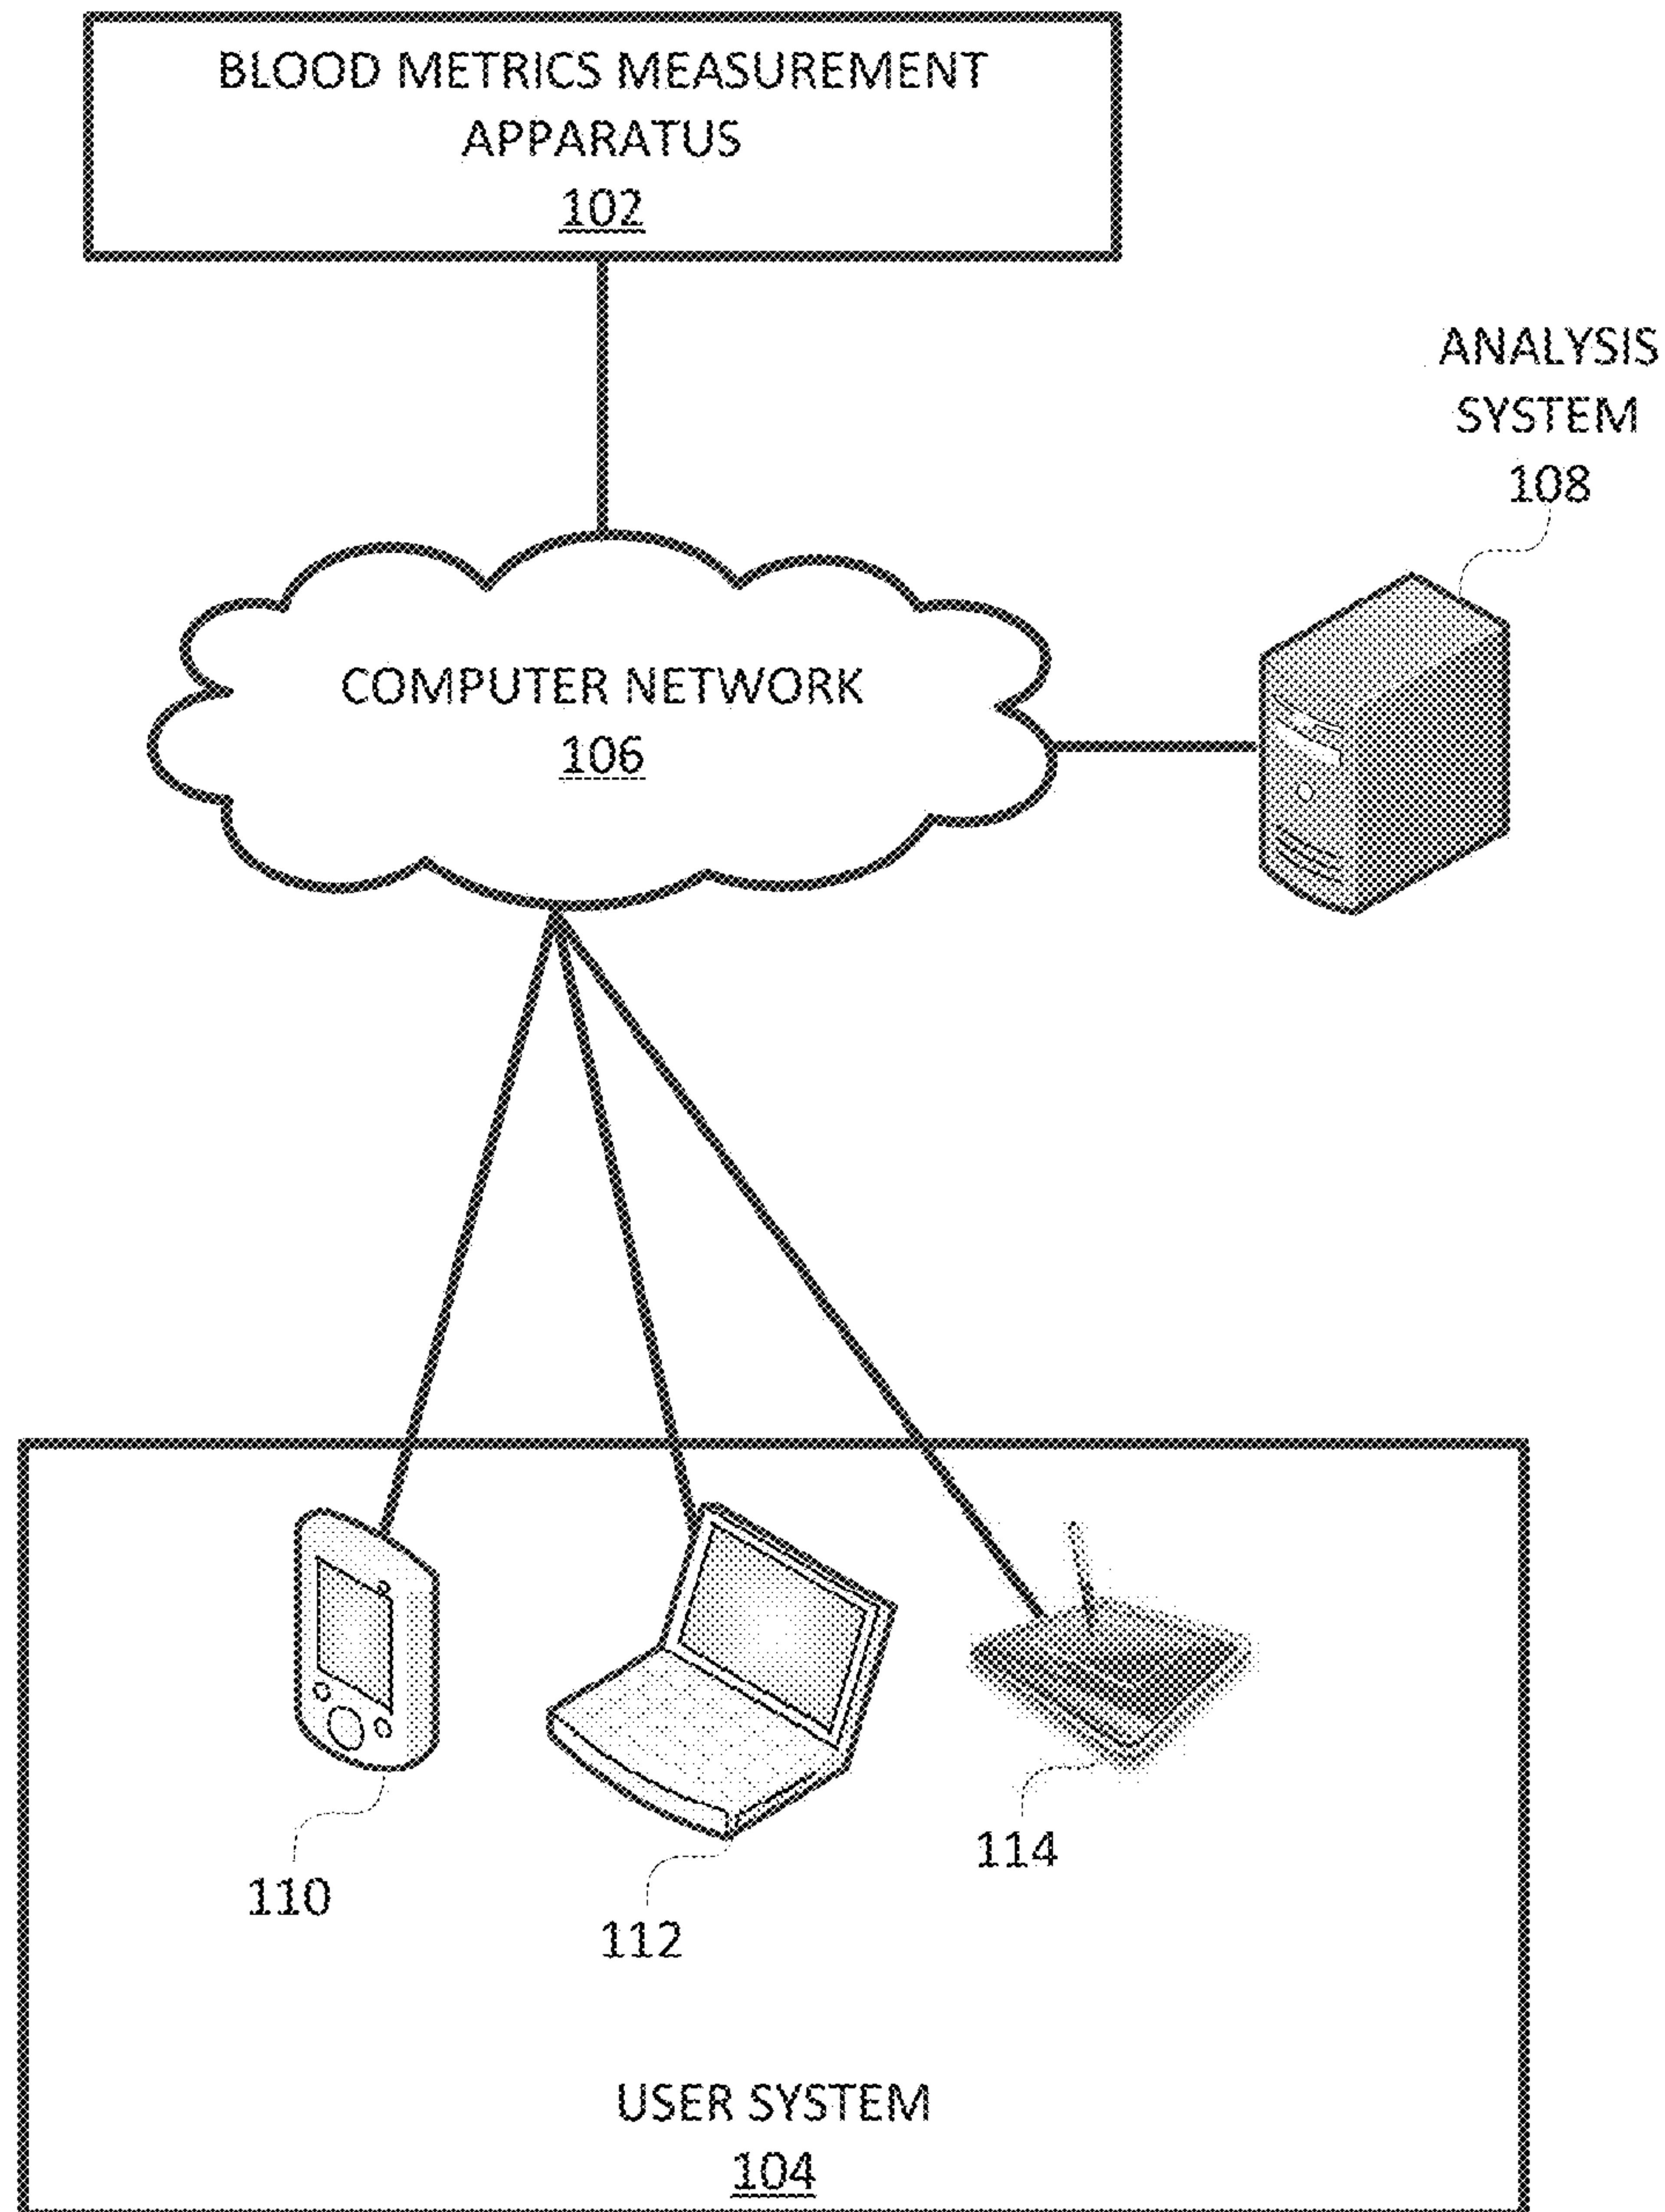 BLOOD METRICS MEASUREMENT
APPARATUS
102
ANALYSIS
SYSTEM
108
COMPUTER NETWORK
106
110
112
114
USER SYSTEM
104